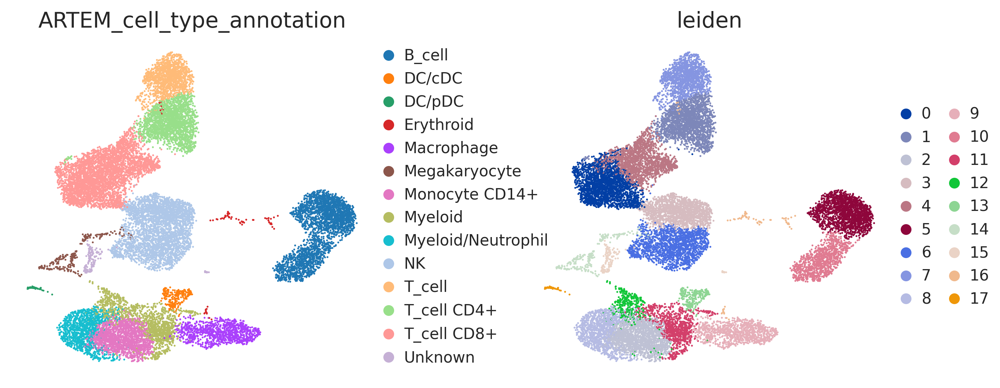 ARTEM_cell_type_annotation
B_cell
DC/cDC
DC/pDC
Erythroid
Macrophage
Megakaryocyte
Monocyte CD14+
Myeloid
Myeloid/Neutrophil
NK
T_cell
T_cell CD4+
T_cell CD8+
Unknown
leiden
0
1
2
3
4
5
6
7
8
9
10
11
12
13
14
15
16
17